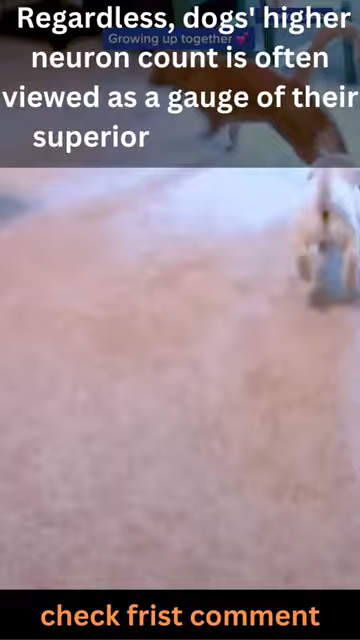 Regardless, dogs' higher
Growing up together 💕
neuron count is often
viewed as a gauge of their
superior
check frist comment